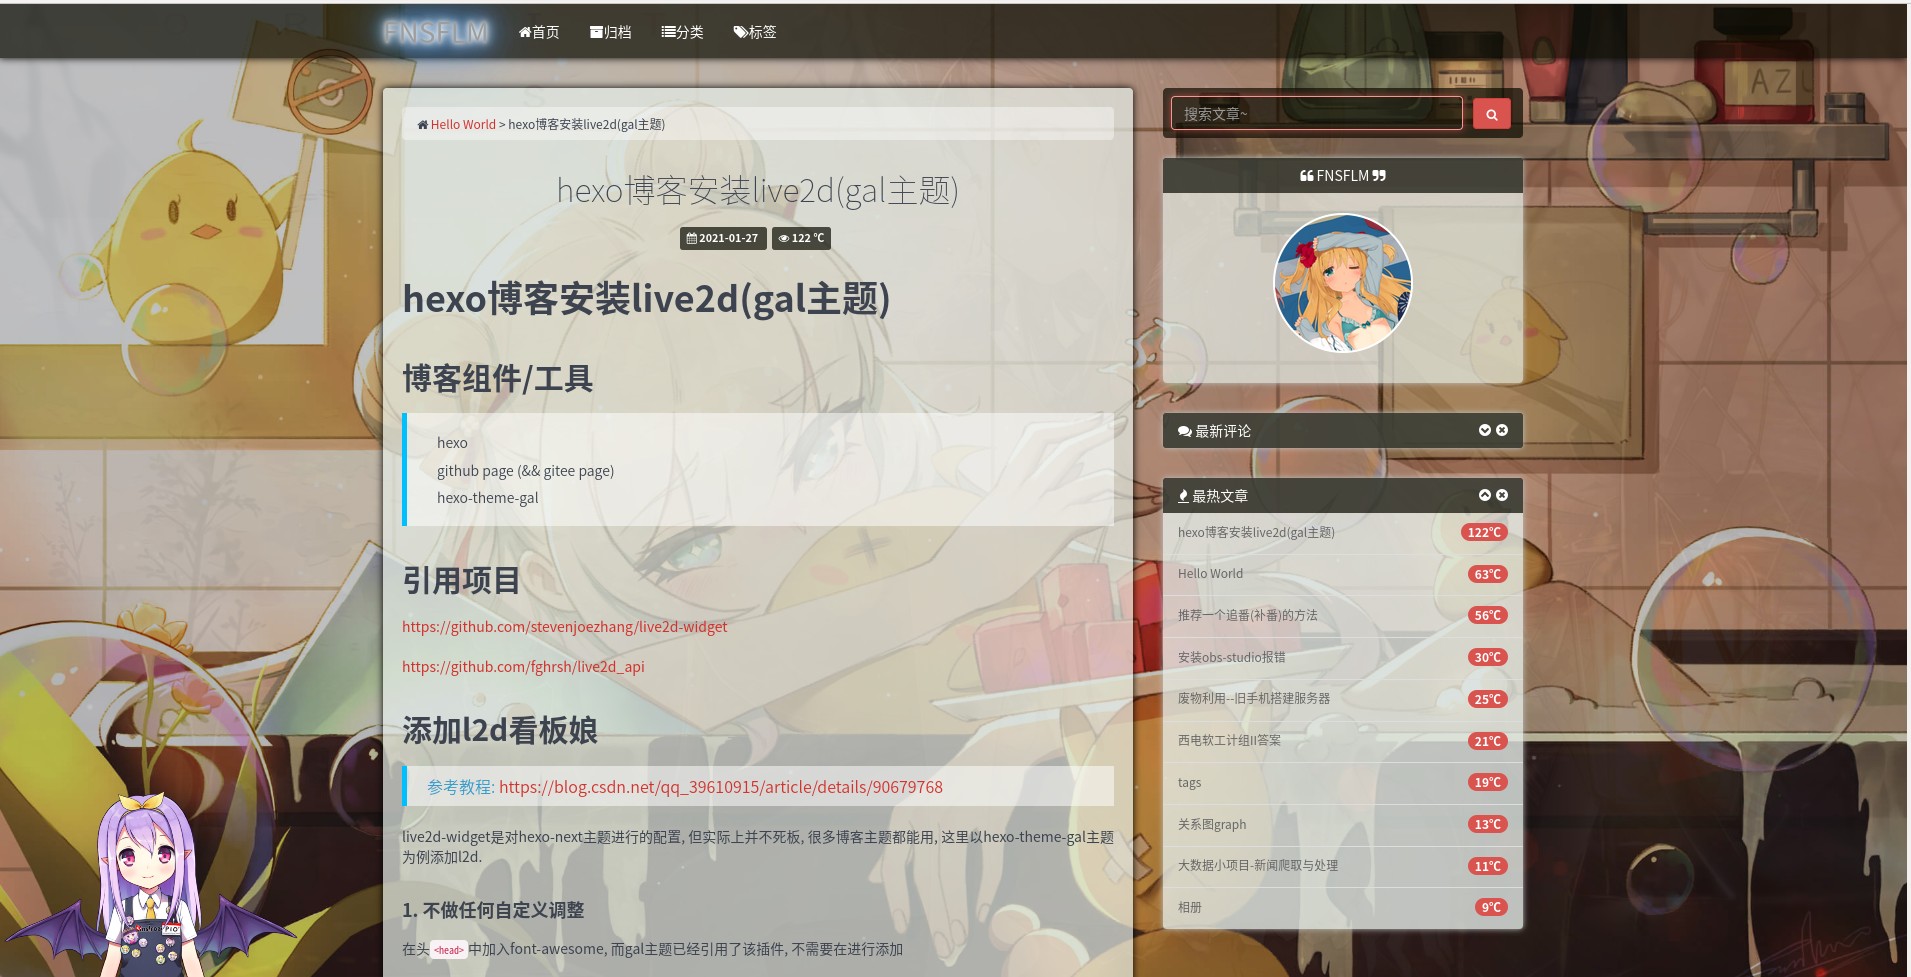 FNSFLM 首页 归档 分类 标签
Hello World > hexo博客安装live2d(gal主题)
hexo博客安装live2d(gal主题)
2021-01-27 122 ℃
hexo博客安装live2d(gal主题)
博客组件/工具
hexo
github page (&& gitee page)
hexo-theme-gal
引用项目
https://github.com/stevenjoezhang/live2d-widget
https://github.com/fghrsh/live2d_api
添加l2d看板娘
参考教程: https://blog.csdn.net/qq_39610915/article/details/90679768
live2d-widget是对hexo-next主题进行的配置, 但实际上并不死板, 很多博客主题都能用, 这里以hexo-theme-gal主题
为例添加l2d.
1. 不做任何自定义调整
在头 <head> 中加入font-awesome, 而gal主题已经引用了该插件, 不需要在进行添加
搜索文章~
FNSFLM
最新评论
最热文章
hexo博客安装live2d(gal主题) 122℃
Hello World 63℃
推荐一个追番(补番)的方法 56℃
安装obs-studio报错 30℃
废物利用--旧手机搭建服务器 25℃
西电软工计组II答案 21℃
tags 19℃
关系图graph 13℃
大数据小项目-新闻爬取与处理 11℃
相册 9℃
AZU